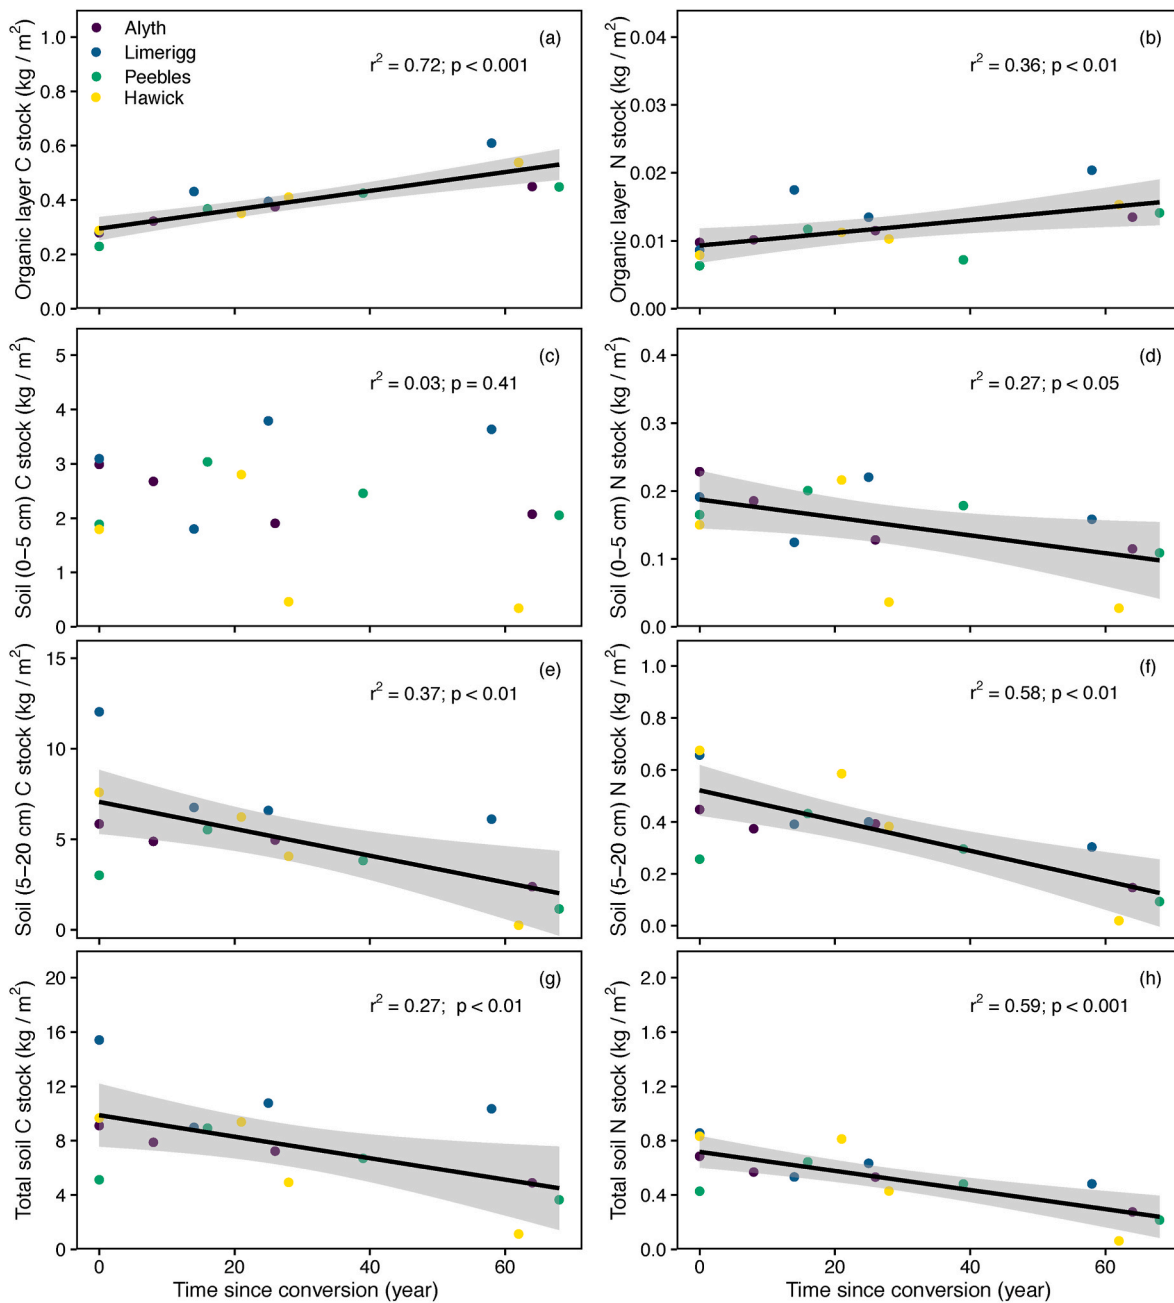 Alyth
Limerigg
Peebles
Hawick
(a)
r² = 0.72; p < 0.001
Organic layer C stock (kg / m²)
1.0
0.8
0.6
0.4
0.2
0.0
0
20
40
60
(b)
r² = 0.36; p < 0.01
Organic layer N stock (kg / m²)
0.04
0.03
0.02
0.01
0.00
0
20
40
60
(c)
r² = 0.03; p = 0.41
Soil (0–5 cm) C stock (kg / m²)
5
4
3
2
1
0
(d)
r² = 0.27; p < 0.05
Soil (0–5 cm) N stock (kg / m²)
0.4
0.3
0.2
0.1
0.0
(e)
r² = 0.37; p < 0.01
Soil (5–20 cm) C stock (kg / m²)
15
10
5
0
(f)
r² = 0.58; p < 0.01
Soil (5–20 cm) N stock (kg / m²)
1.0
0.8
0.6
0.4
0.2
0.0
(g)
r² = 0.27; p < 0.01
Total soil C stock (kg / m²)
20
16
12
8
4
0
0
20
40
60
Time since conversion (year)
(h)
r² = 0.59; p < 0.001
Total soil N stock (kg / m²)
2.0
1.6
1.2
0.8
0.4
0.0
0
20
40
60
Time since conversion (year)